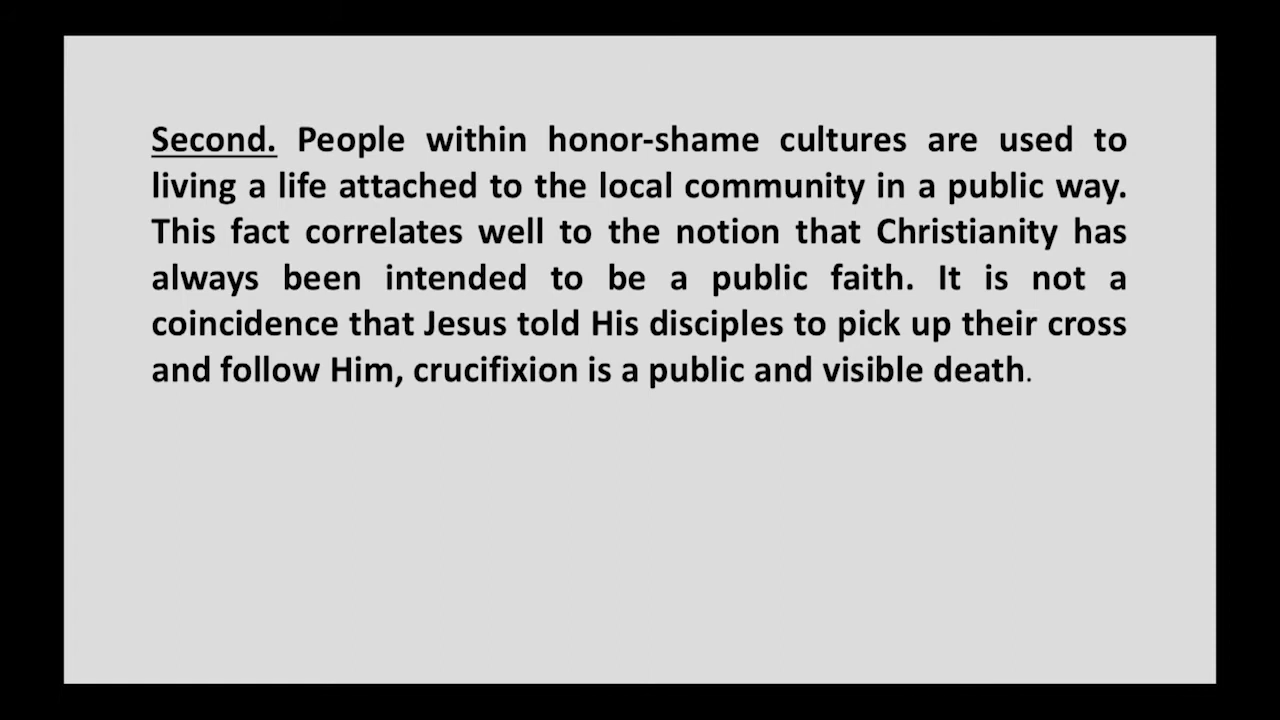 Second. People within honor-shame cultures are used to
living a life attached to the local community in a public way.
This fact correlates well to the notion that Christianity has
always been intended to be a public faith. It is not a
coincidence that Jesus told His disciples to pick up their cross
and follow Him, crucifixion is a public and visible death.